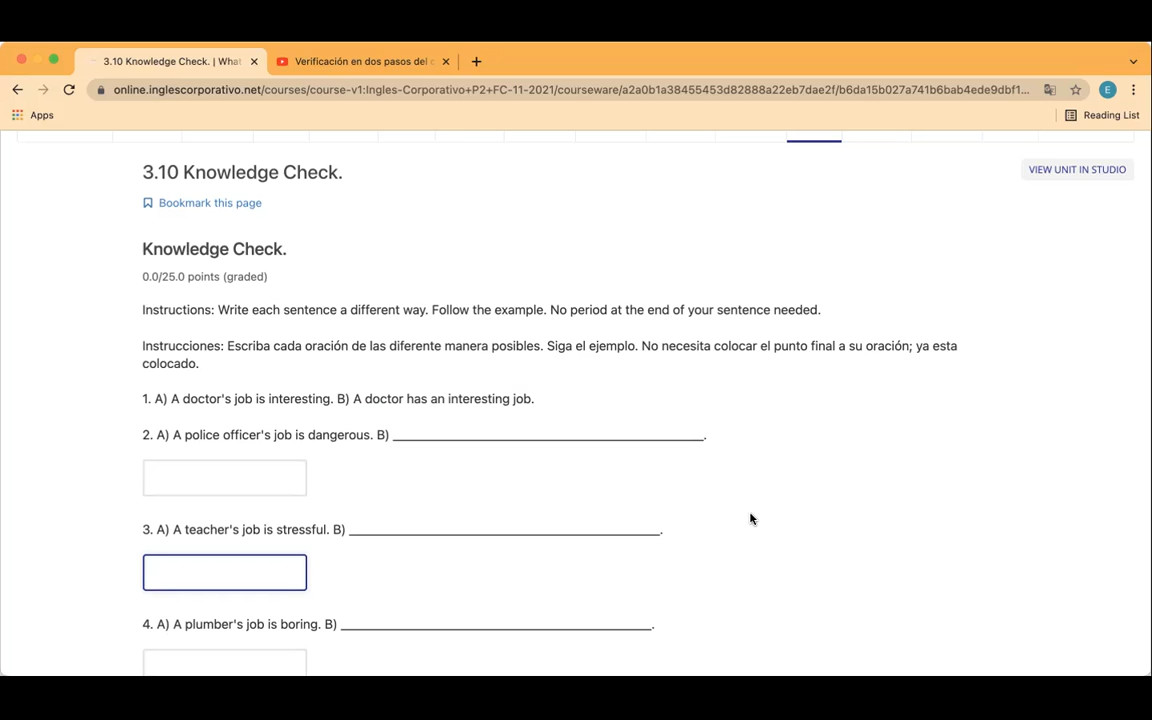 3.10 Knowledge Check. | What
Verificación en dos pasos del c
online.inglescorporativo.net/courses/course-v1:Ingles-Corporativo+P2+FC-11-2021/courseware/a2a0b1a38455453d82888a22eb7dae2f/b6da15b027a741b6bab4ede9dbf1...
E
Apps
Reading List
3.10 Knowledge Check.
VIEW UNIT IN STUDIO
Bookmark this page
Knowledge Check.
0.0/25.0 points (graded)
Instructions: Write each sentence a different way. Follow the example. No period at the end of your sentence needed.
Instrucciones: Escriba cada oración de las diferente manera posibles. Siga el ejemplo. No necesita colocar el punto final a su oración; ya esta
colocado.
1. A) A doctor's job is interesting. B) A doctor has an interesting job.
2. A) A police officer's job is dangerous. B) ____________________________________________.
3. A) A teacher's job is stressful. B) ____________________________________________.
4. A) A plumber's job is boring. B) ____________________________________________.